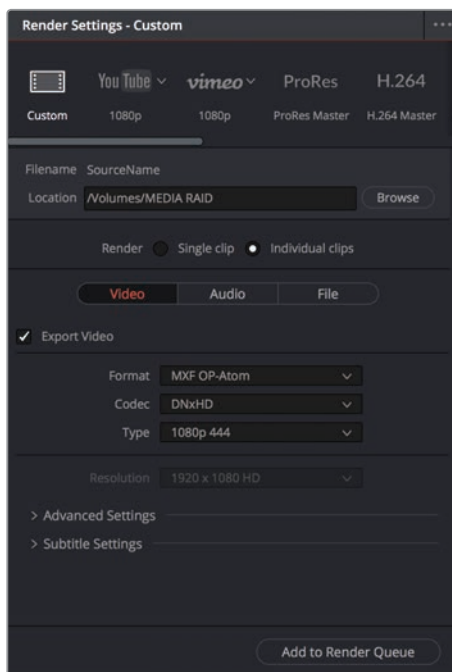 Render Settings - Custom
YouTube vimeo ProRes H.264
Custom 1080p 1080p ProRes Master H.264 Master
Filename SourceName
Location /Volumes/MEDIA RAID Browse
Render Single clip Individual clips
Video Audio File
Export Video
Format MXF OP-Atom
Codec DNxHD
Type 1080p 444
Resolution 1920 x 1080 HD
> Advanced Settings
> Subtitle Settings
Add to Render Queue